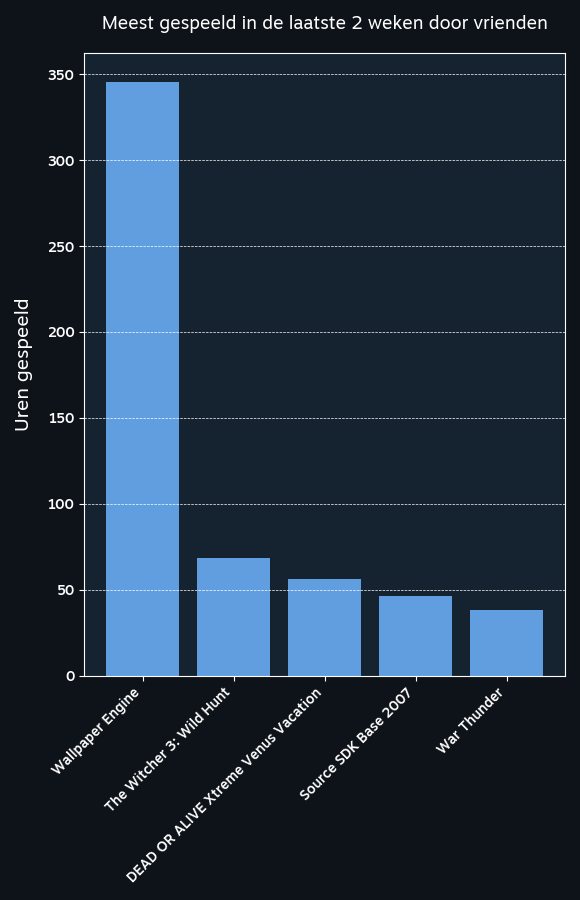 Meest gespeeld in de laatste 2 weken door vrienden
Uren gespeeld
350
300
250
200
150
100
50
0
Wallpaper Engine
The Witcher 3: Wild Hunt
DEAD OR ALIVE Xtreme Venus Vacation
Source SDK Base 2007
War Thunder